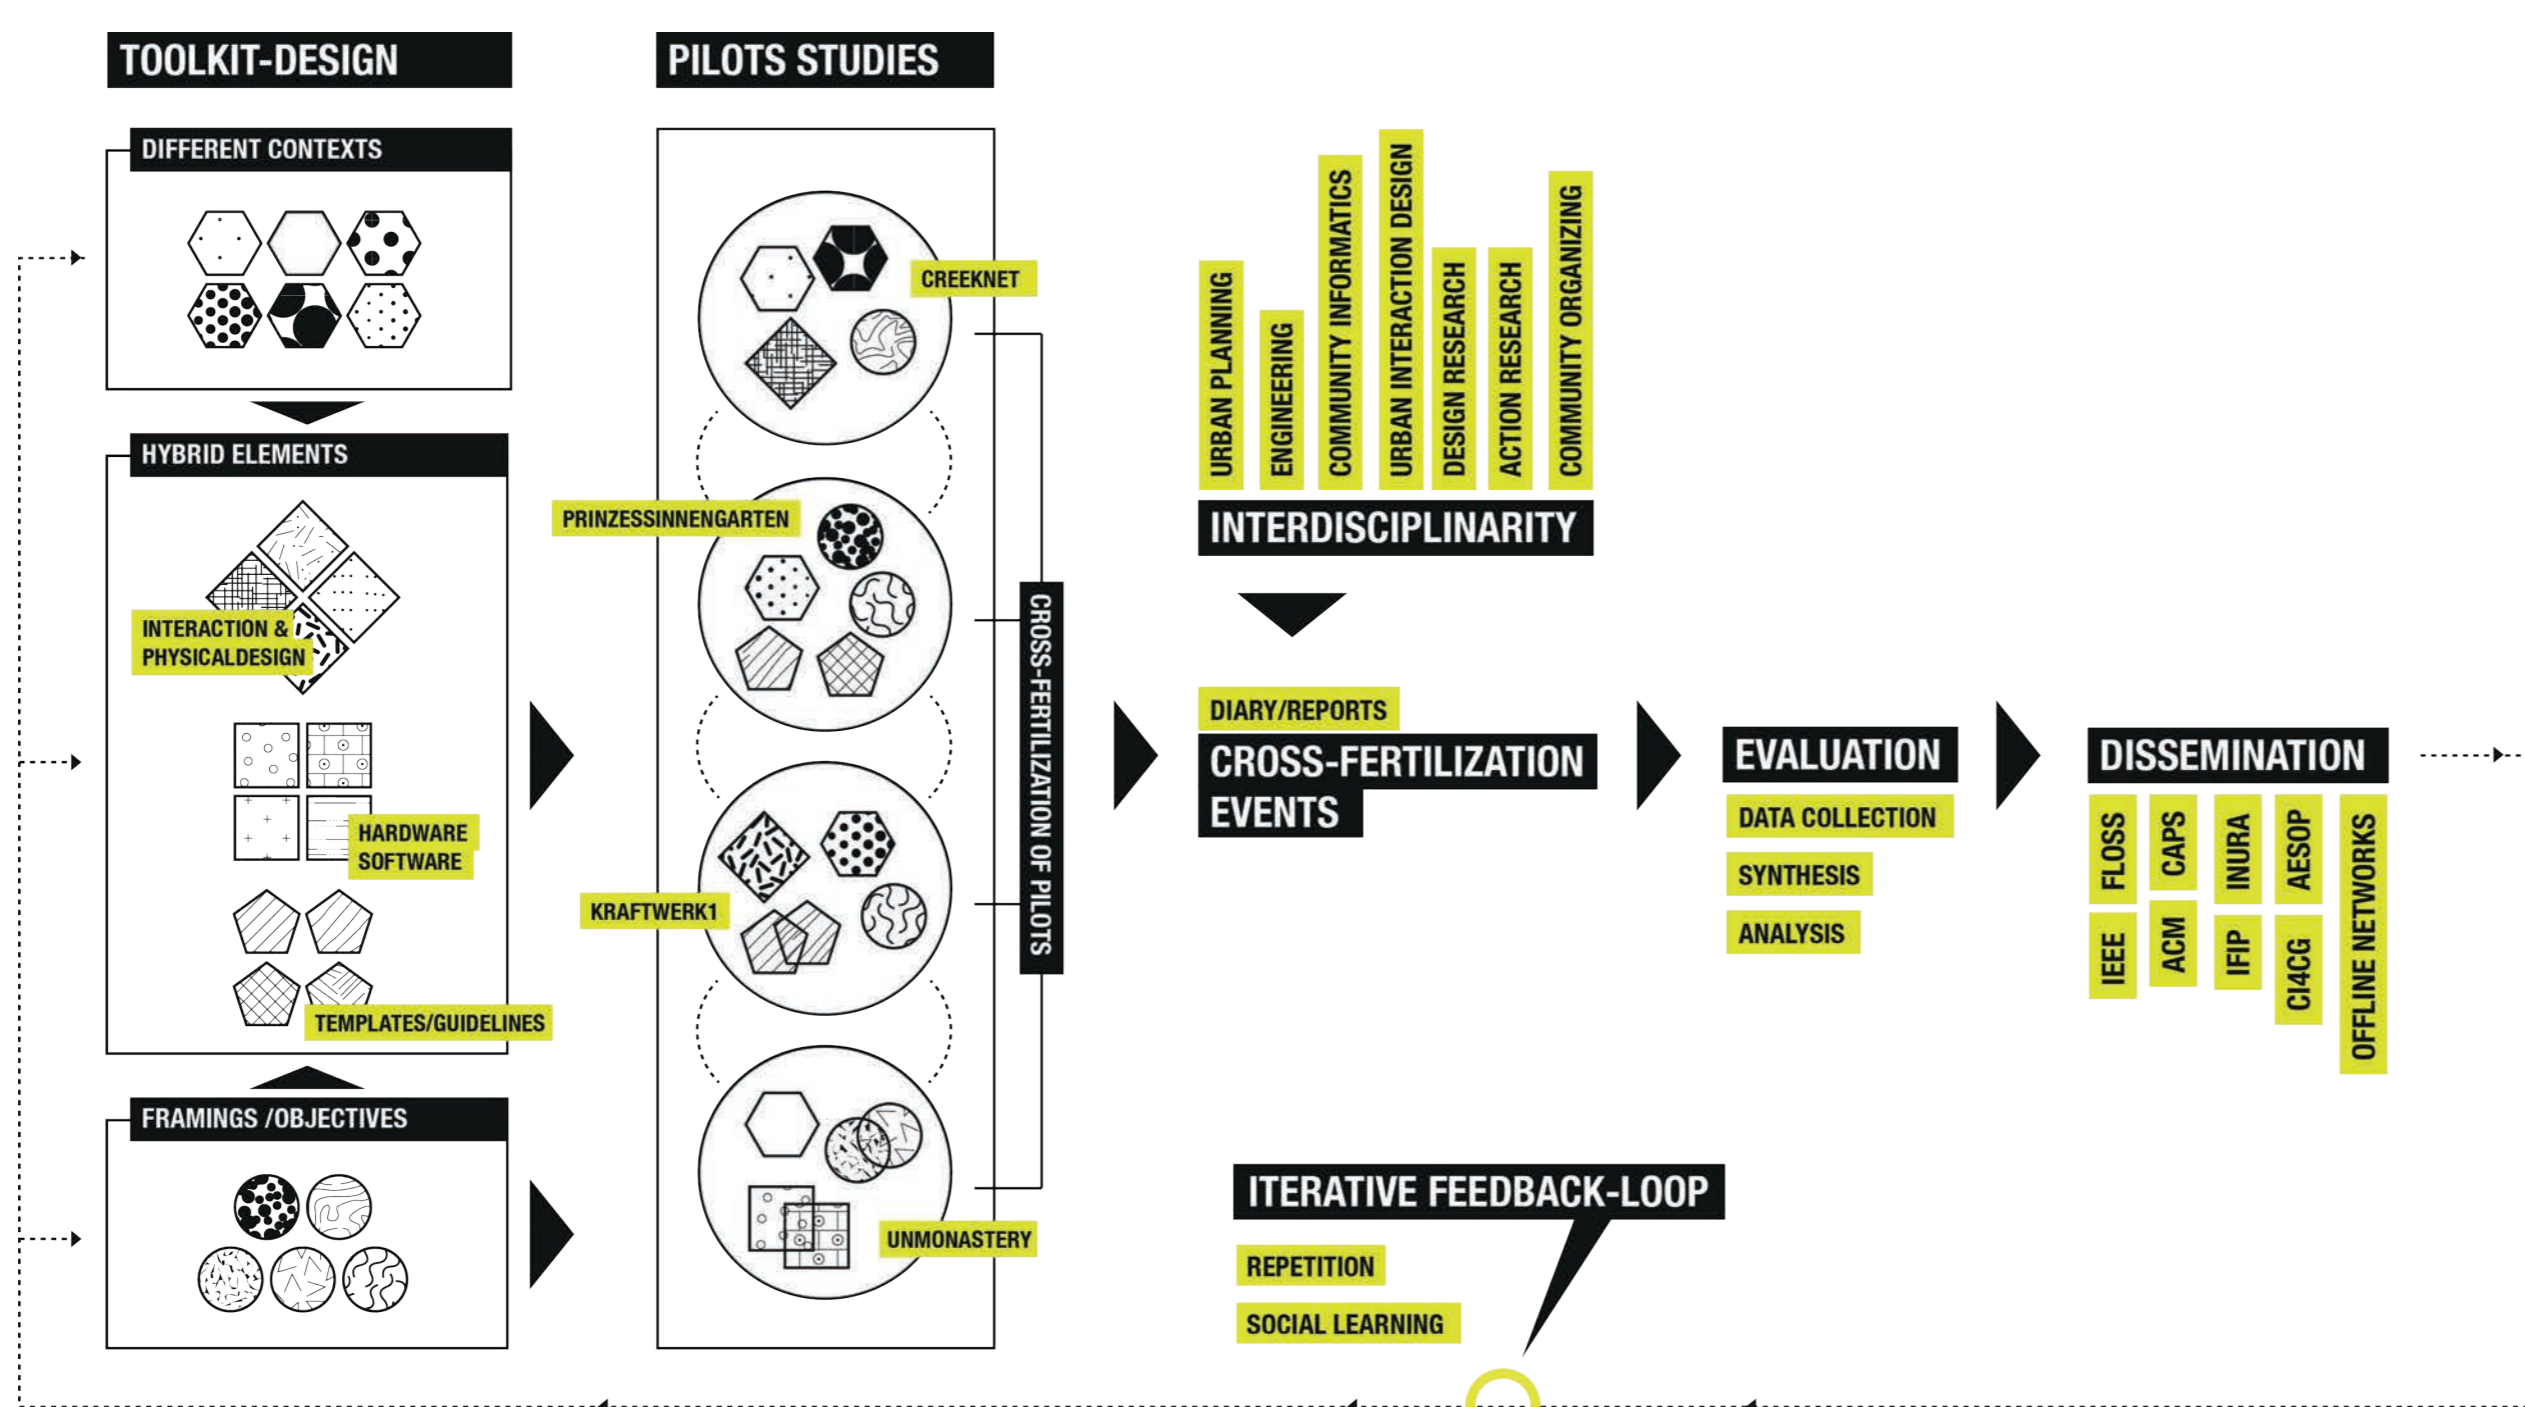 TOOLKIT-DESIGN
DIFFERENT CONTEXTS
HYBRID ELEMENTS
INTERACTION &
PHYSICALDESIGN
HARDWARE
SOFTWARE
TEMPLATES/GUIDELINES
FRAMINGS /OBJECTIVES
PILOTS STUDIES
CREEKNET
PRINZESSINNENGARTEN
KRAFTWERK1
UNMONASTERY
CROSS-FERTILIZATION OF PILOTS
URBAN PLANNING
ENGINEERING
COMMUNITY INFORMATICS
URBAN INTERACTION DESIGN
DESIGN RESEARCH
ACTION RESEARCH
COMMUNITY ORGANIZING
INTERDISCIPLINARITY
DIARY/REPORTS
CROSS-FERTILIZATION
EVENTS
EVALUATION
DATA COLLECTION
SYNTHESIS
ANALYSIS
DISSEMINATION
FLOSS
CAPS
INURA
AESOP
OFFLINE NETWORKS
IEEE
ACM
IFIP
CI4CG
ITERATIVE FEEDBACK-LOOP
REPETITION
SOCIAL LEARNING